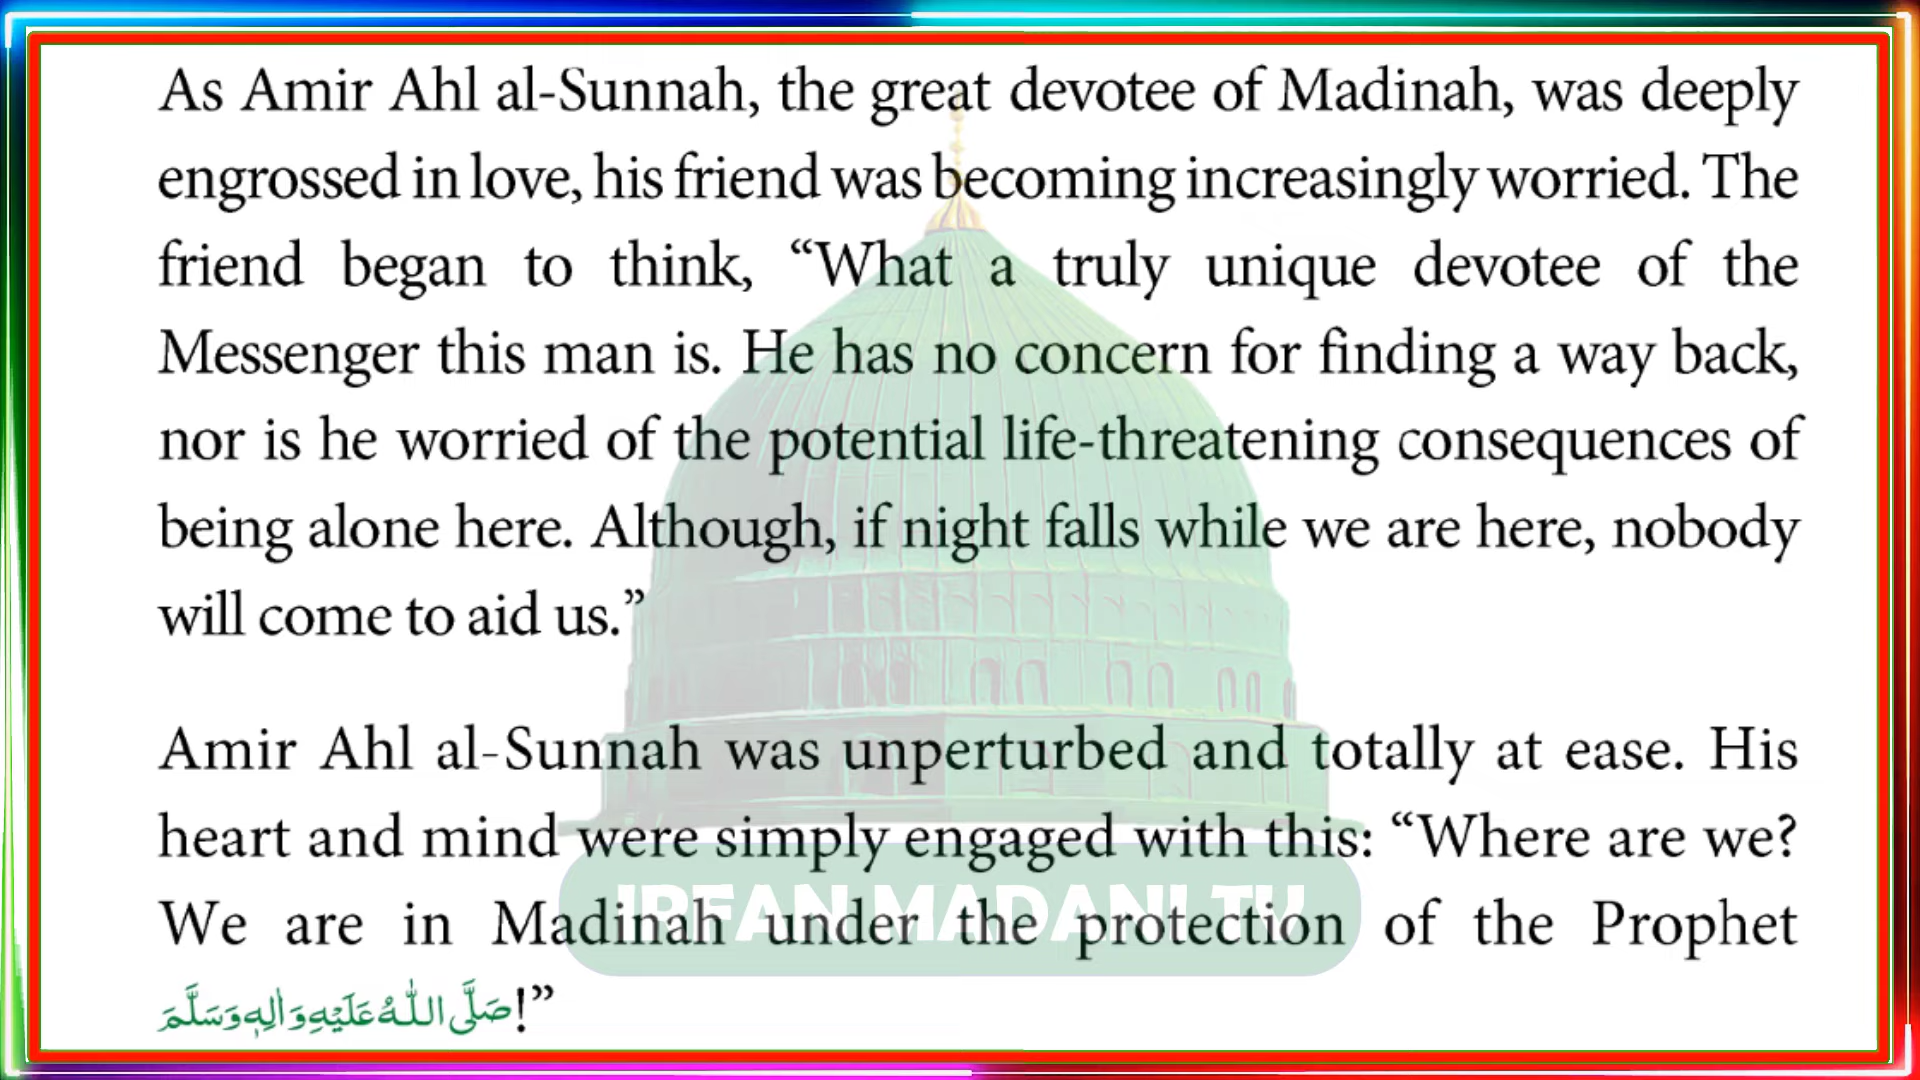 As Amir Ahl al-Sunnah, the great devotee of Madinah, was deeply
engrossed in love, his friend was becoming increasingly worried. The
friend began to think, “What a truly unique devotee of the
Messenger this man is. He has no concern for finding a way back,
nor is he worried of the potential life-threatening consequences of
being alone here. Although, if night falls while we are here, nobody
will come to aid us.”
Amir Ahl al-Sunnah was unperturbed and totally at ease. His
heart and mind were simply engaged with this: “Where are we?
We are in Madinah under the protection of the Prophet
صَلَّى اللّٰهُ عَلَيْهِ وَاٰلِهٖ وَسَلَّمَ!”
IRFAN MADANI TV